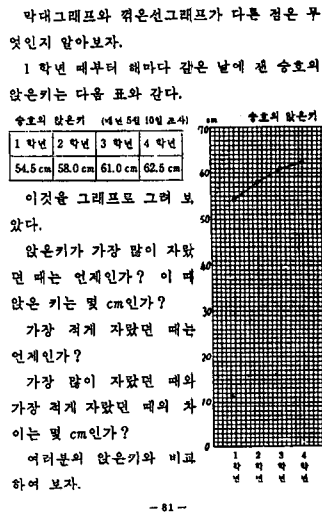 막대그래프와 꺾은선그래프가 다른 점은 무
엇인지 알아보자.
1 학년 때부터 해마다 같은 날에 잰 승호의
앉은키는 다음 표와 같다.
승호의 앉은키 (매년 5월 10일 조사)
1 학년 2 학년 3 학년 4 학년
54.5 cm 58.0 cm 61.0 cm 62.5 cm
이것을 그래프로 그려 보
았다.
앉은키가 가장 많이 자랐
던 때는 언제인가? 이 때
앉은 키는 몇 cm인가?
가장 적게 자랐던 때는
언제인가?
가장 많이 자랐던 때와
가장 적게 자랐던 때의 차
이는 몇 cm인가?
여러분의 앉은키와 비교
하여 보자.
cm 승호의 앉은키
70
60
50
40
30
20
10
0
1 2 3 4
학 학 학 학
년 년 년 년
- 81 -